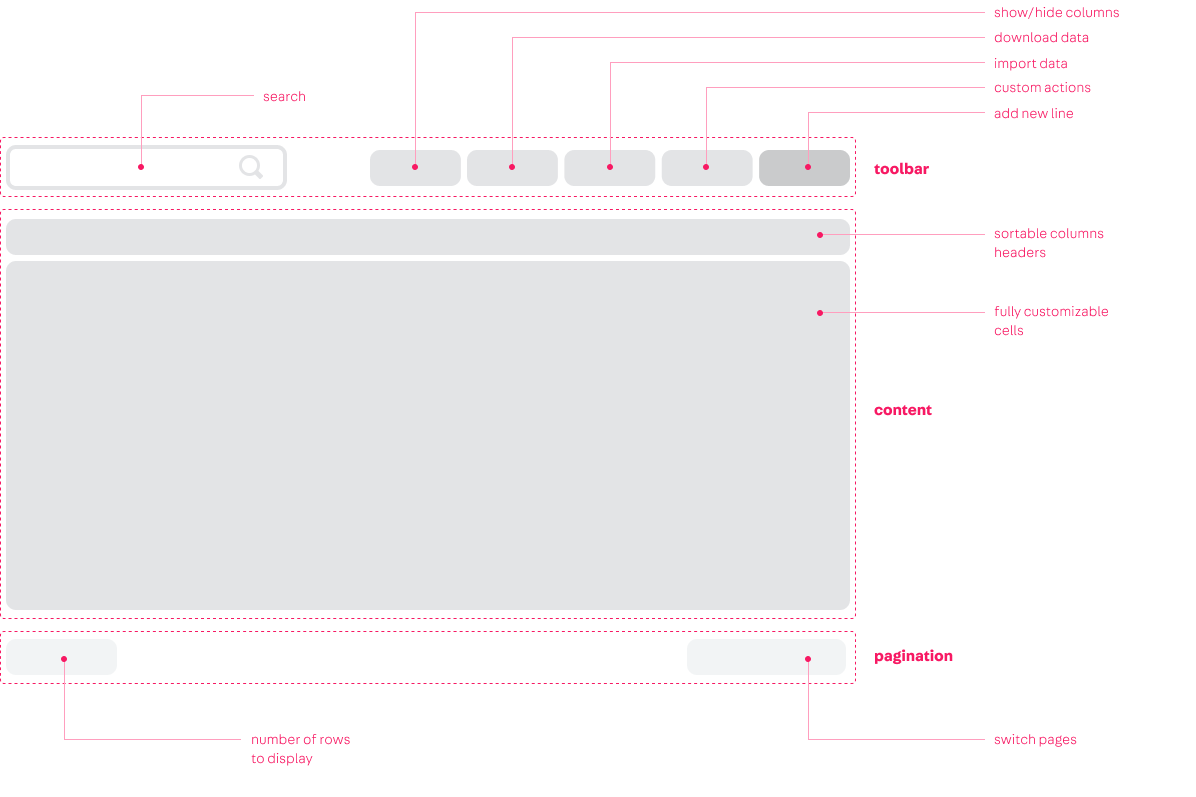 show/hide columns
download data
import data
custom actions
search
add new line
toolbar
sortable columns
headers
fully customizable
cells
content
pagination
number of rows
to display
switch pages